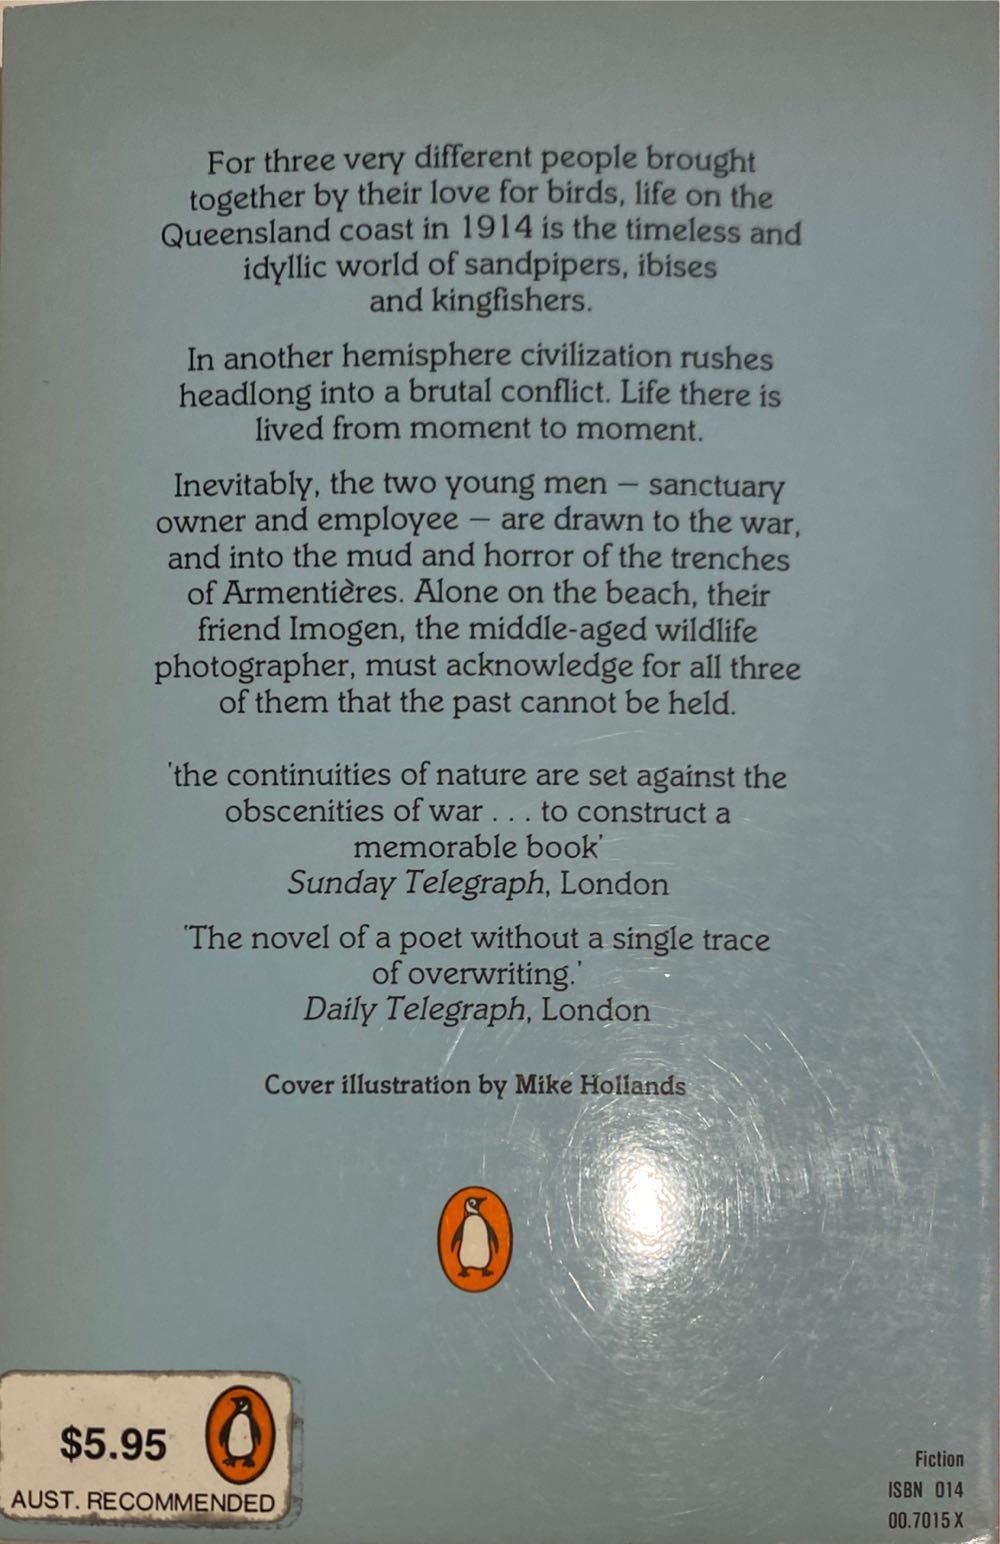 For three very different people brought
together by their love for birds, life on the
Queensland coast in 1914 is the timeless and
idyllic world of sandpipers, ibises
and kingfishers.
In another hemisphere civilization rushes
headlong into a brutal conflict. Life there is
lived from moment to moment.
Inevitably, the two young men – sanctuary
owner and employee – are drawn to the war,
and into the mud and horror of the trenches
of Armentières. Alone on the beach, their
friend Imogen, the middle-aged wildlife
photographer, must acknowledge for all three
of them that the past cannot be held.
'the continuities of nature are set against the
obscenities of war . . . to construct a
memorable book'
Sunday Telegraph, London
'The novel of a poet without a single trace
of overwriting.'
Daily Telegraph, London
Cover illustration by Mike Hollands
$5.95
AUST. RECOMMENDED
Fiction
ISBN 014
00.7015 X